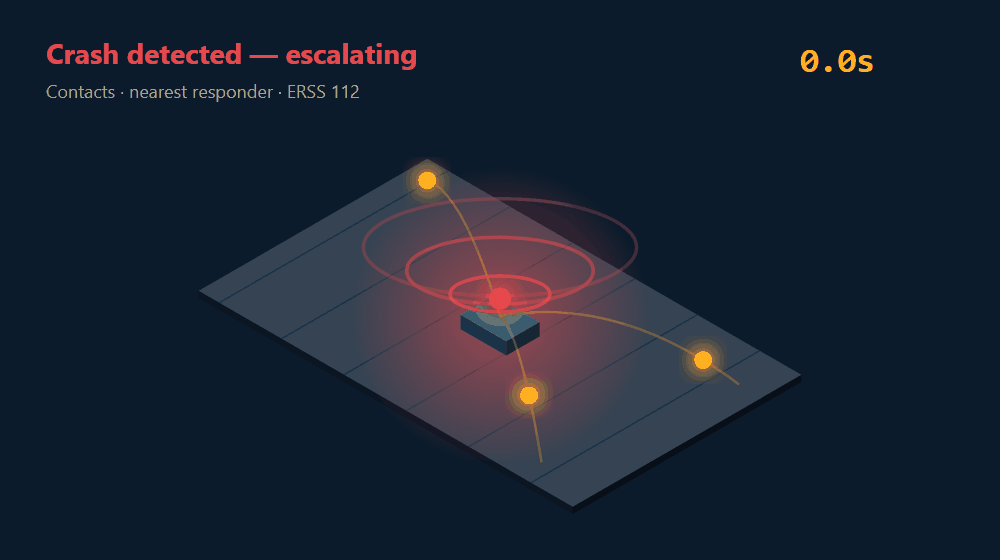 Crash detected — escalating
0.0s
Contacts · nearest responder · ERSS 112